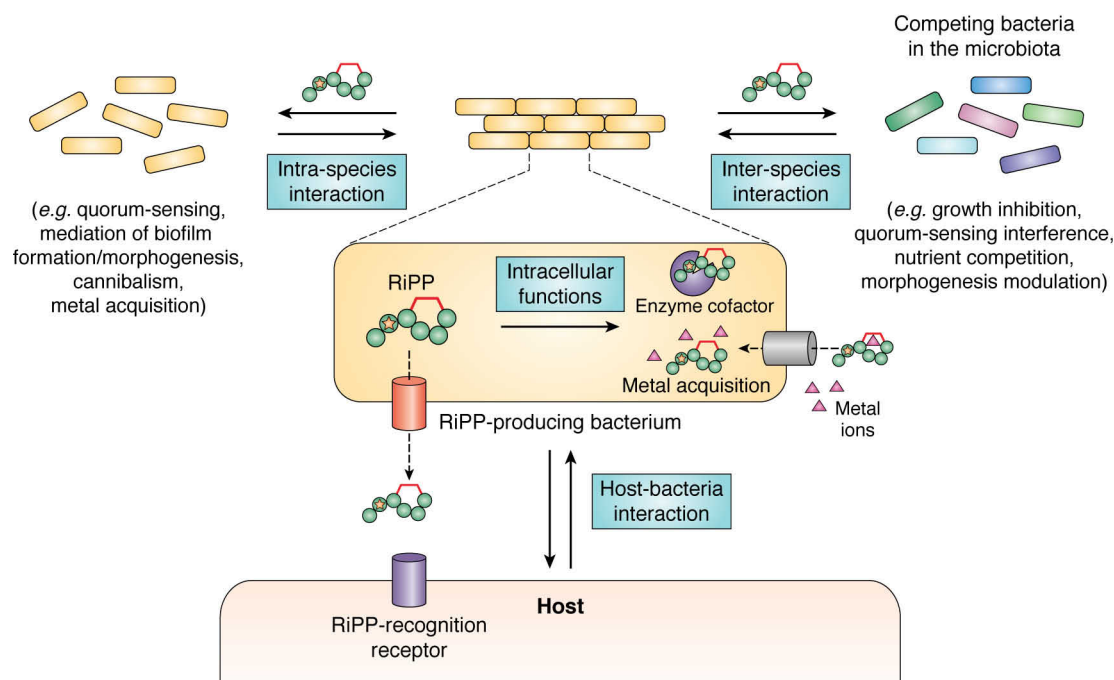 Competing bacteria
in the microbiota
Intra-species
interaction
Inter-species
interaction
(e.g. quorum-sensing,
mediation of biofilm
formation/morphogenesis,
cannibalism,
metal acquisition)
(e.g. growth inhibition,
quorum-sensing interference,
nutrient competition,
morphogenesis modulation)
RiPP
Intracellular
functions
Enzyme cofactor
Metal acquisition
Metal
ions
RiPP-producing bacterium
Host-bacteria
interaction
Host
RiPP-recognition
receptor